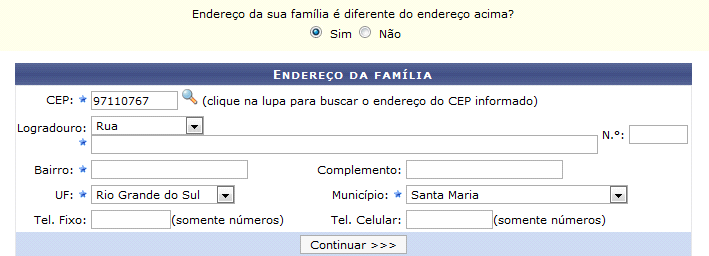 Endereço da sua família é diferente do endereço acima?
Sim Não
ENDEREÇO DA FAMÍLIA
CEP: 97110767 (clique na lupa para buscar o endereço do CEP informado)
Logradouro: Rua N.º:
Bairro: Complemento:
UF: Rio Grande do Sul Município: Santa Maria
Tel. Fixo: (somente números) Tel. Celular: (somente números)
Continuar >>>